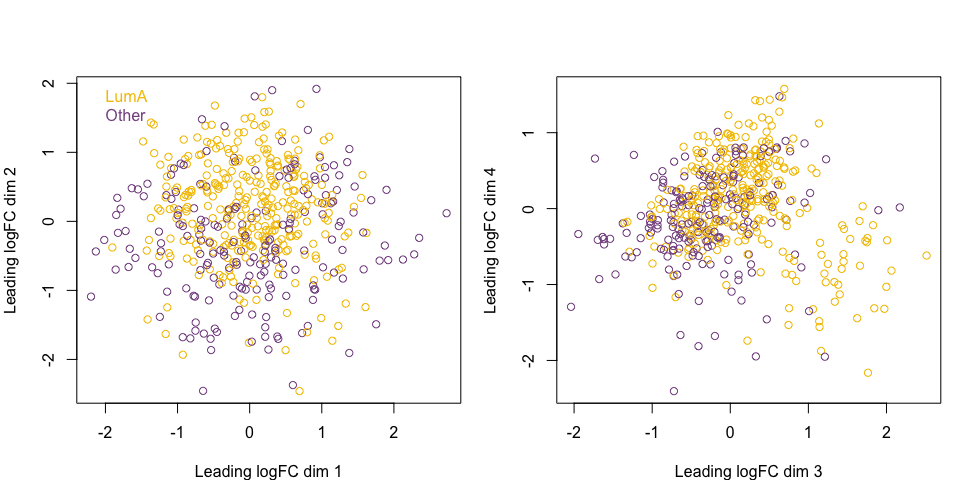 LumA
Other
Leading logFC dim 2
2
1
0
-1
-2
-2 -1 0 1 2
Leading logFC dim 1
Leading logFC dim 4
1
0
-1
-2
-2 -1 0 1 2
Leading logFC dim 3